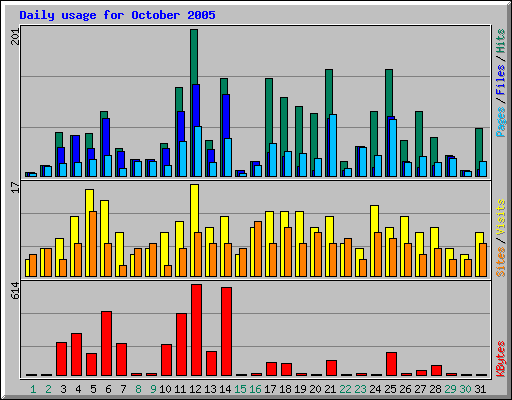 Daily usage for October 2005
201
Pages / Files / Hits
17
Sites / Visits
614
KBytes
1 2 3 4 5 6 7 8 9 10 11 12 13 14 15 16 17 18 19 20 21 22 23 24 25 26 27 28 29 30 31